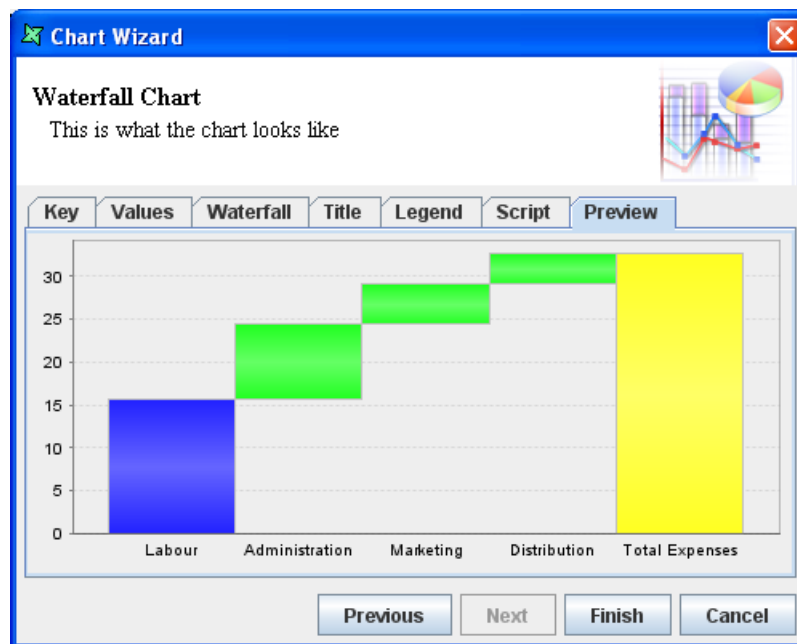 Chart Wizard
Waterfall Chart
This is what the chart looks like
Key Values Waterfall Title Legend Script Preview
30
25
20
15
10
5
0
Labour Administration Marketing Distribution Total Expenses
Previous Next Finish Cancel